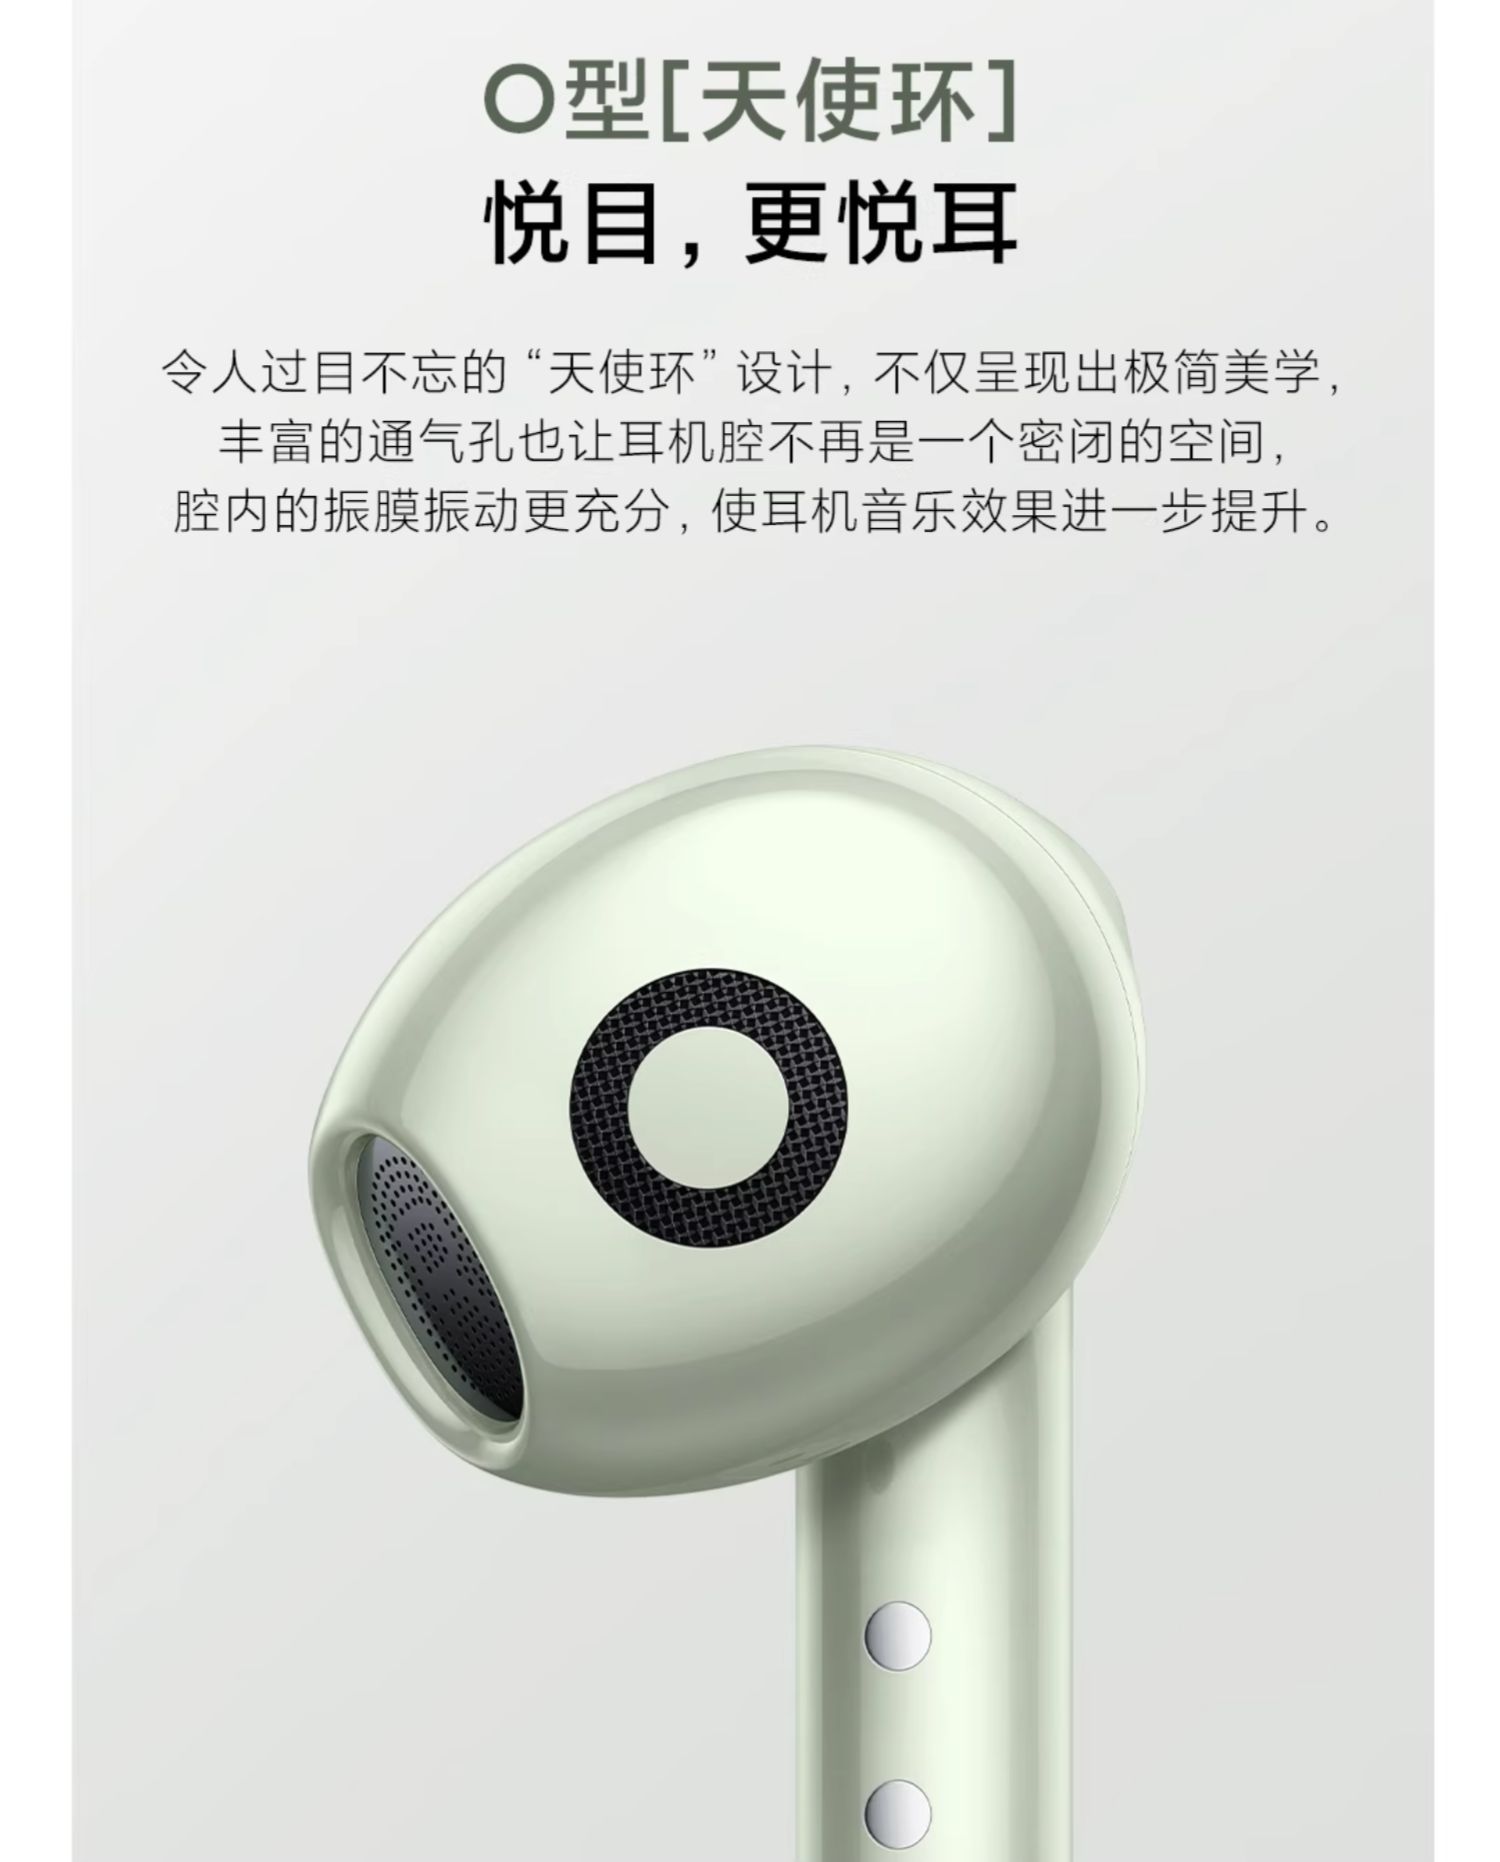 O型[天使环]
悦目，更悦耳
令人过目不忘的“天使环”设计，不仅呈现出极简美学，
丰富的通气孔也让耳机腔不再是一个密闭的空间，
腔内的振膜振动更充分，使耳机音乐效果进一步提升。